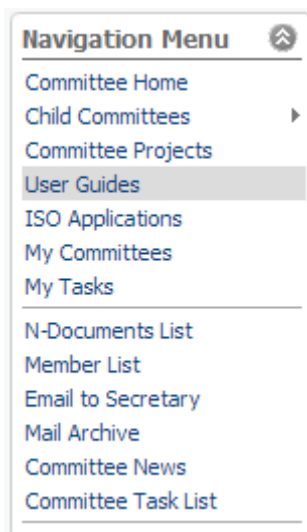 Navigation Menu
Committee Home
Child Committees
Committee Projects
User Guides
ISO Applications
My Committees
My Tasks
N-Documents List
Member List
Email to Secretary
Mail Archive
Committee News
Committee Task List